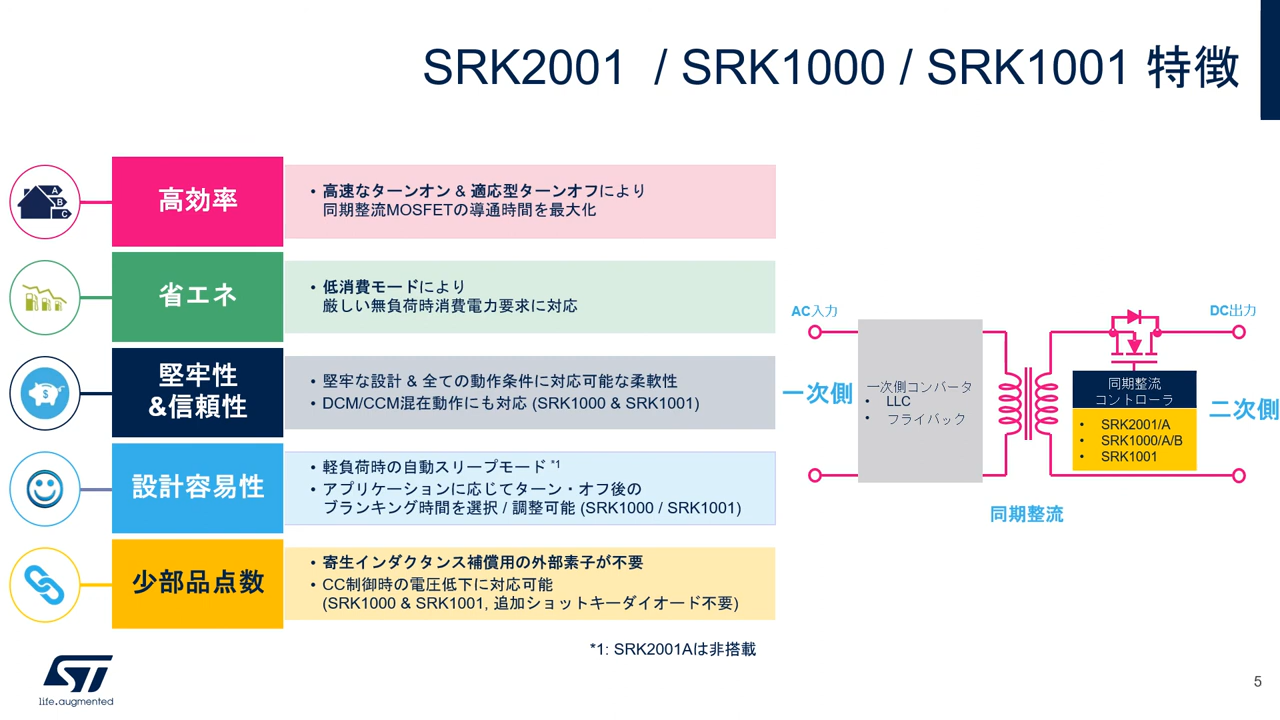 SRK2001 / SRK1000 / SRK1001 特徴
A
B
C
高効率
• 高速なターンオン & 適応型ターンオフにより
同期整流MOSFETの導通時間を最大化
省エネ
• 低消費モードにより
厳しい無負荷時消費電力要求に対応
$
堅牢性
&信頼性
• 堅牢な設計 & 全ての動作条件に対応可能な柔軟性
• DCM/CCM混在動作にも対応 (SRK1000 & SRK1001)
設計容易性
• 軽負荷時の自動スリープモード *1
• アプリケーションに応じてターン・オフ後の
ブランキング時間を選択 / 調整可能 (SRK1000 / SRK1001)
少部品点数
• 寄生インダクタンス補償用の外部素子が不要
• CC制御時の電圧低下に対応可能
(SRK1000 & SRK1001, 追加ショットキーダイオード不要)
*1: SRK2001Aは非搭載
AC入力
DC出力
一次側
一次側コンバータ
• LLC
• フライバック
同期整流
コントローラ
• SRK2001/A
• SRK1000/A/B
• SRK1001
二次側
同期整流
ST
life.augmented
5